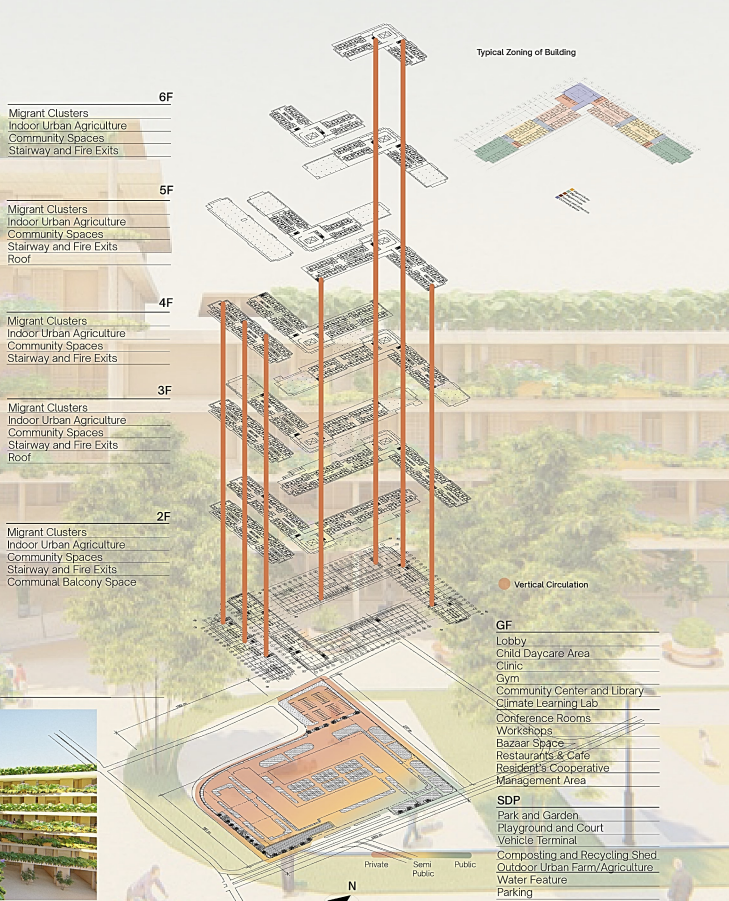 Typical Zoning of Building
6F
Migrant Clusters
Indoor Urban Agriculture
Community Spaces
Stairway and Fire Exits
5F
Migrant Clusters
Indoor Urban Agriculture
Community Spaces
Stairway and Fire Exits
Roof
4F
Migrant Clusters
Indoor Urban Agriculture
Community Spaces
Stairway and Fire Exits
3F
Migrant Clusters
Indoor Urban Agriculture
Community Spaces
Stairway and Fire Exits
Roof
2F
Migrant Clusters
Indoor Urban Agriculture
Community Spaces
Stairway and Fire Exits
Communal Balcony Space
Vertical Circulation
GF
Lobby
Child Daycare Area
Clinic
Gym
Community Center and Library
Climate Learning Lab
Conference Rooms
Workshops
Bazaar Space
Restaurants & Cafe
Resident's Cooperative
Management Area
SDP
Park and Garden
Playground and Court
Vehicle Terminal
Composting and Recycling Shed
Outdoor Urban Farm/Agriculture
Water Feature
Parking
Private
Semi Public
Public
N